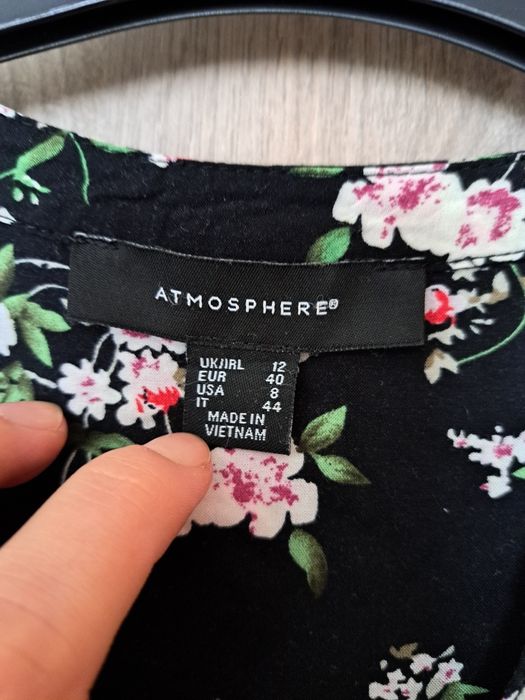 ATMOSPHERE®
UK/IRL 12
EUR 40
USA 8
IT 44
MADE IN
VIETNAM